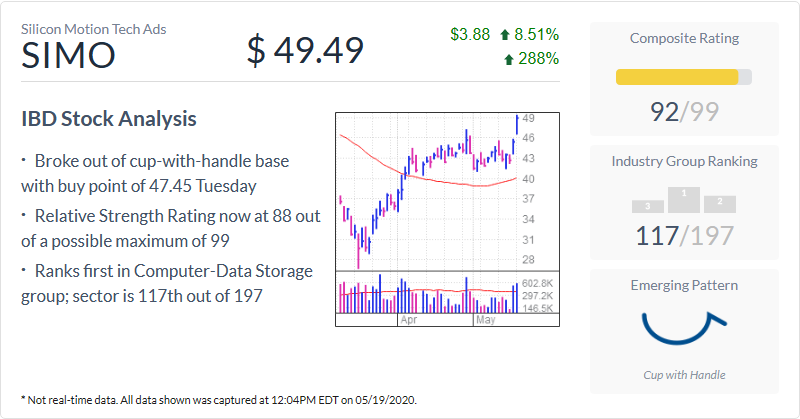 Silicon Motion Tech Ads
SIMO
$ 49.49
$3.88 8.51%
288%
IBD Stock Analysis
· Broke out of cup-with-handle base
with buy point of 47.45 Tuesday
· Relative Strength Rating now at 88 out
of a possible maximum of 99
· Ranks first in Computer-Data Storage
group; sector is 117th out of 197
49
46
43
40
37
34
31
28
602.8K
297.2K
146.5K
Apr
May
Composite Rating
92/99
Industry Group Ranking
3
1
2
117/197
Emerging Pattern
Cup with Handle
* Not real-time data. All data shown was captured at 12:04PM EDT on 05/19/2020.